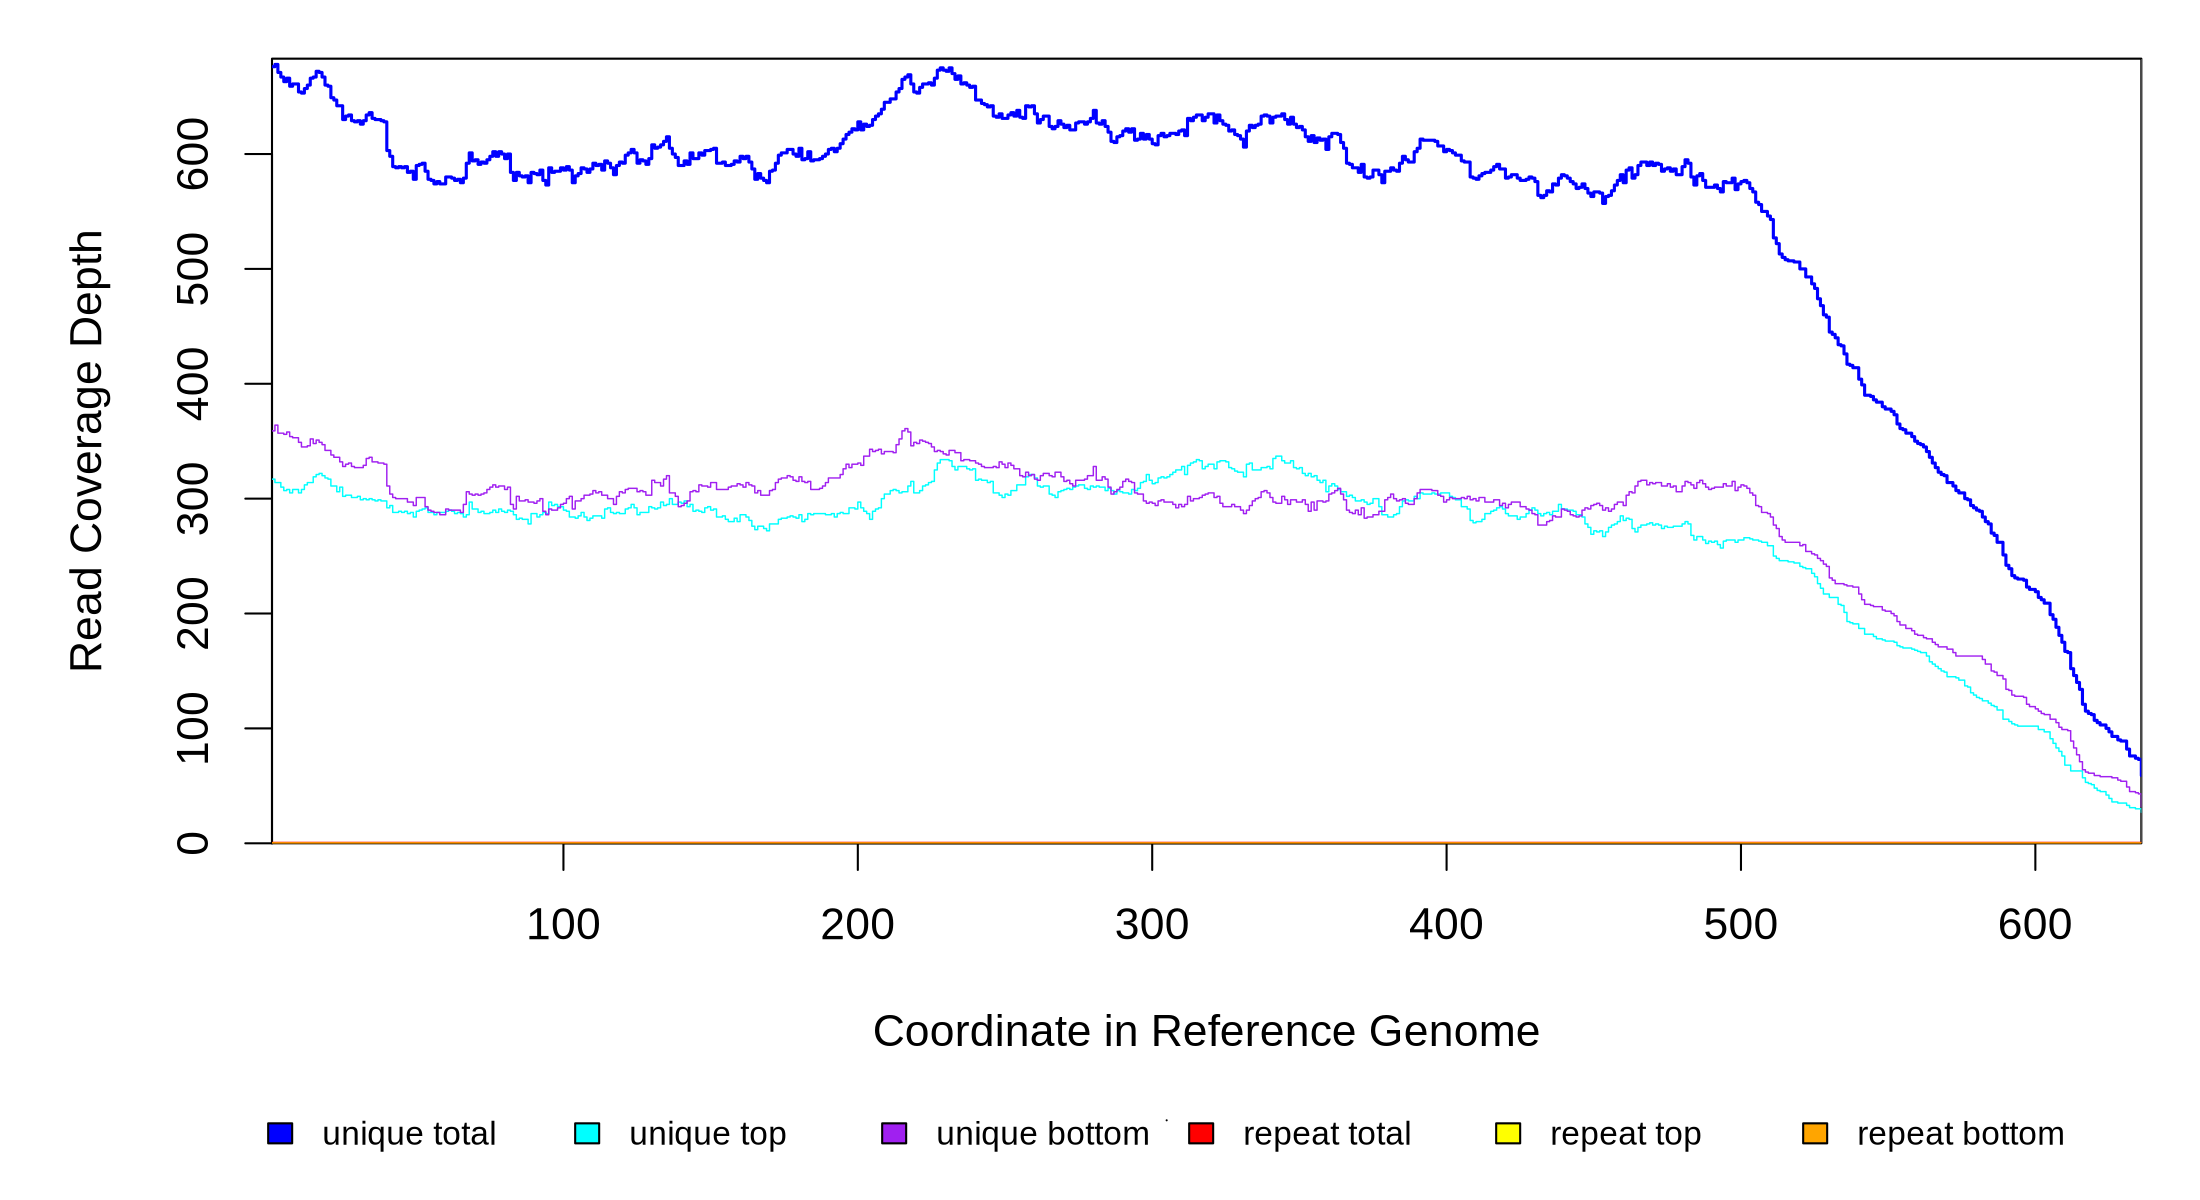 Read Coverage Depth
600
500
400
300
200
100
0
100 200 300 400 500 600
Coordinate in Reference Genome
unique total unique top unique bottom repeat total repeat top repeat bottom